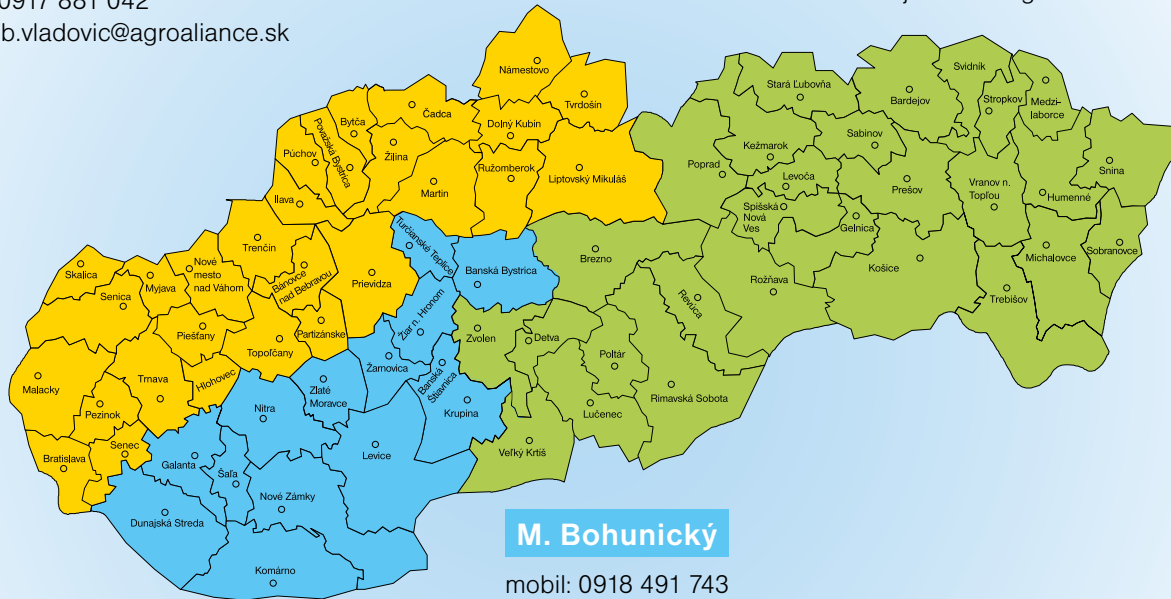 0917 881 042
b.vladovic@agroaliance.sk
Námestovo
Tvrdošín
Čadca
Bytča
Dolný Kubín
Považská Bystrica
Púchov
Žilina
Ružomberok
Martin
Liptovský Mikuláš
Ilava
Trenčín
Turčianske Teplice
Banská Bystrica
Skalica
Senica
Myjava
Nové
mesto
nad Váhom
Bánovce
nad Bebravou
Prievidza
Piešťany
Partizánske
Topoľčany
Hlohovec
Malacky
Trnava
Pezinok
Senec
Bratislava
Žiar n. Hronom
Žarnovica
Banská
Štiavnica
Krupina
Zlaté
Moravce
Nitra
Levice
Galanta
Šaľa
Nové Zámky
Dunajská Streda
Komárno
Svidník
Stará Ľubovňa
Bardejov
Stropkov
Medzi-
laborce
Sabinov
Kežmarok
Poprad
Levoča
Prešov
Vranov n.
Topľou
Snina
Humenné
Spišská
Nová
Ves
Gelnica
Brezno
Košice
Michalovce
Sobranovce
Rožňava
Revúca
Trebišov
Zvolen
Detva
Poltár
Rimavská Sobota
Lučenec
Veľký Krtíš
M. Bohunický
mobil: 0918 491 743